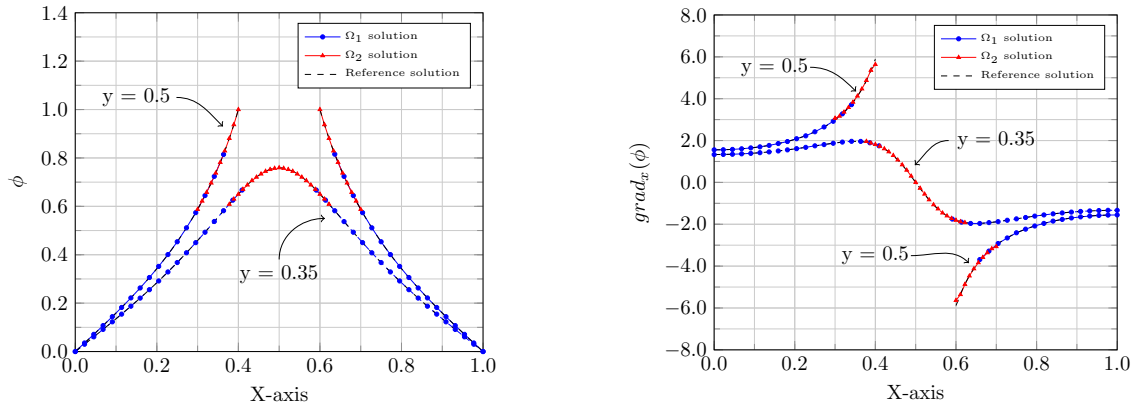 1.4
1.2
1.0
0.8
0.6
0.4
0.2
0.0
ϕ
Ω1 solution
Ω2 solution
Reference solution
y = 0.5
y = 0.35
0.0 0.2 0.4 0.6 0.8 1.0
X-axis
8.0
6.0
4.0
2.0
0.0
−2.0
−4.0
−6.0
−8.0
gradx(ϕ)
Ω1 solution
Ω2 solution
Reference solution
y = 0.5
y = 0.35
y = 0.5
0.0 0.2 0.4 0.6 0.8 1.0
X-axis